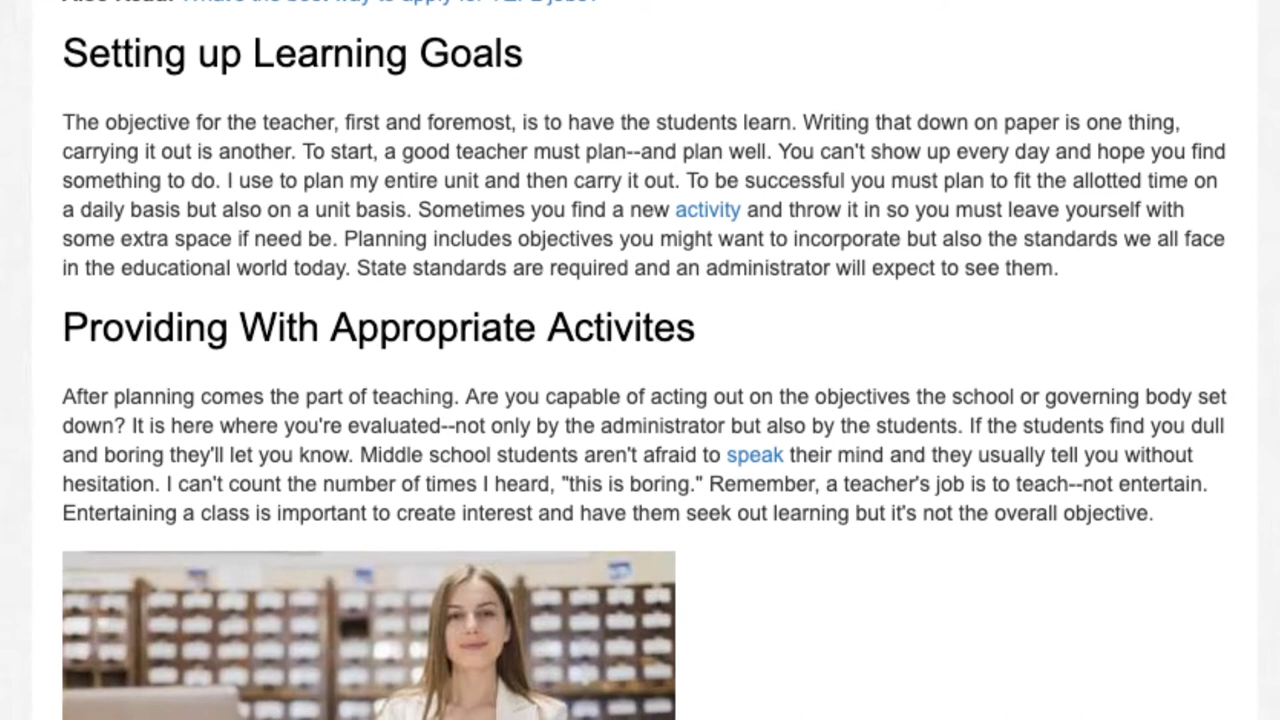 Setting up Learning Goals
The objective for the teacher, first and foremost, is to have the students learn. Writing that down on paper is one thing,
carrying it out is another. To start, a good teacher must plan--and plan well. You can't show up every day and hope you find
something to do. I use to plan my entire unit and then carry it out. To be successful you must plan to fit the allotted time on
a daily basis but also on a unit basis. Sometimes you find a new activity and throw it in so you must leave yourself with
some extra space if need be. Planning includes objectives you might want to incorporate but also the standards we all face
in the educational world today. State standards are required and an administrator will expect to see them.
Providing With Appropriate Activites
After planning comes the part of teaching. Are you capable of acting out on the objectives the school or governing body set
down? It is here where you're evaluated--not only by the administrator but also by the students. If the students find you dull
and boring they'll let you know. Middle school students aren't afraid to speak their mind and they usually tell you without
hesitation. I can't count the number of times I heard, "this is boring." Remember, a teacher's job is to teach--not entertain.
Entertaining a class is important to create interest and have them seek out learning but it's not the overall objective.